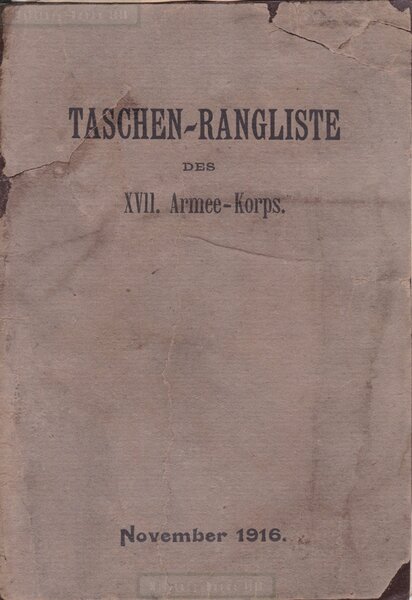 TASCHEN-RANGLISTE
DES
XVII. Armee-Korps.
November 1916.